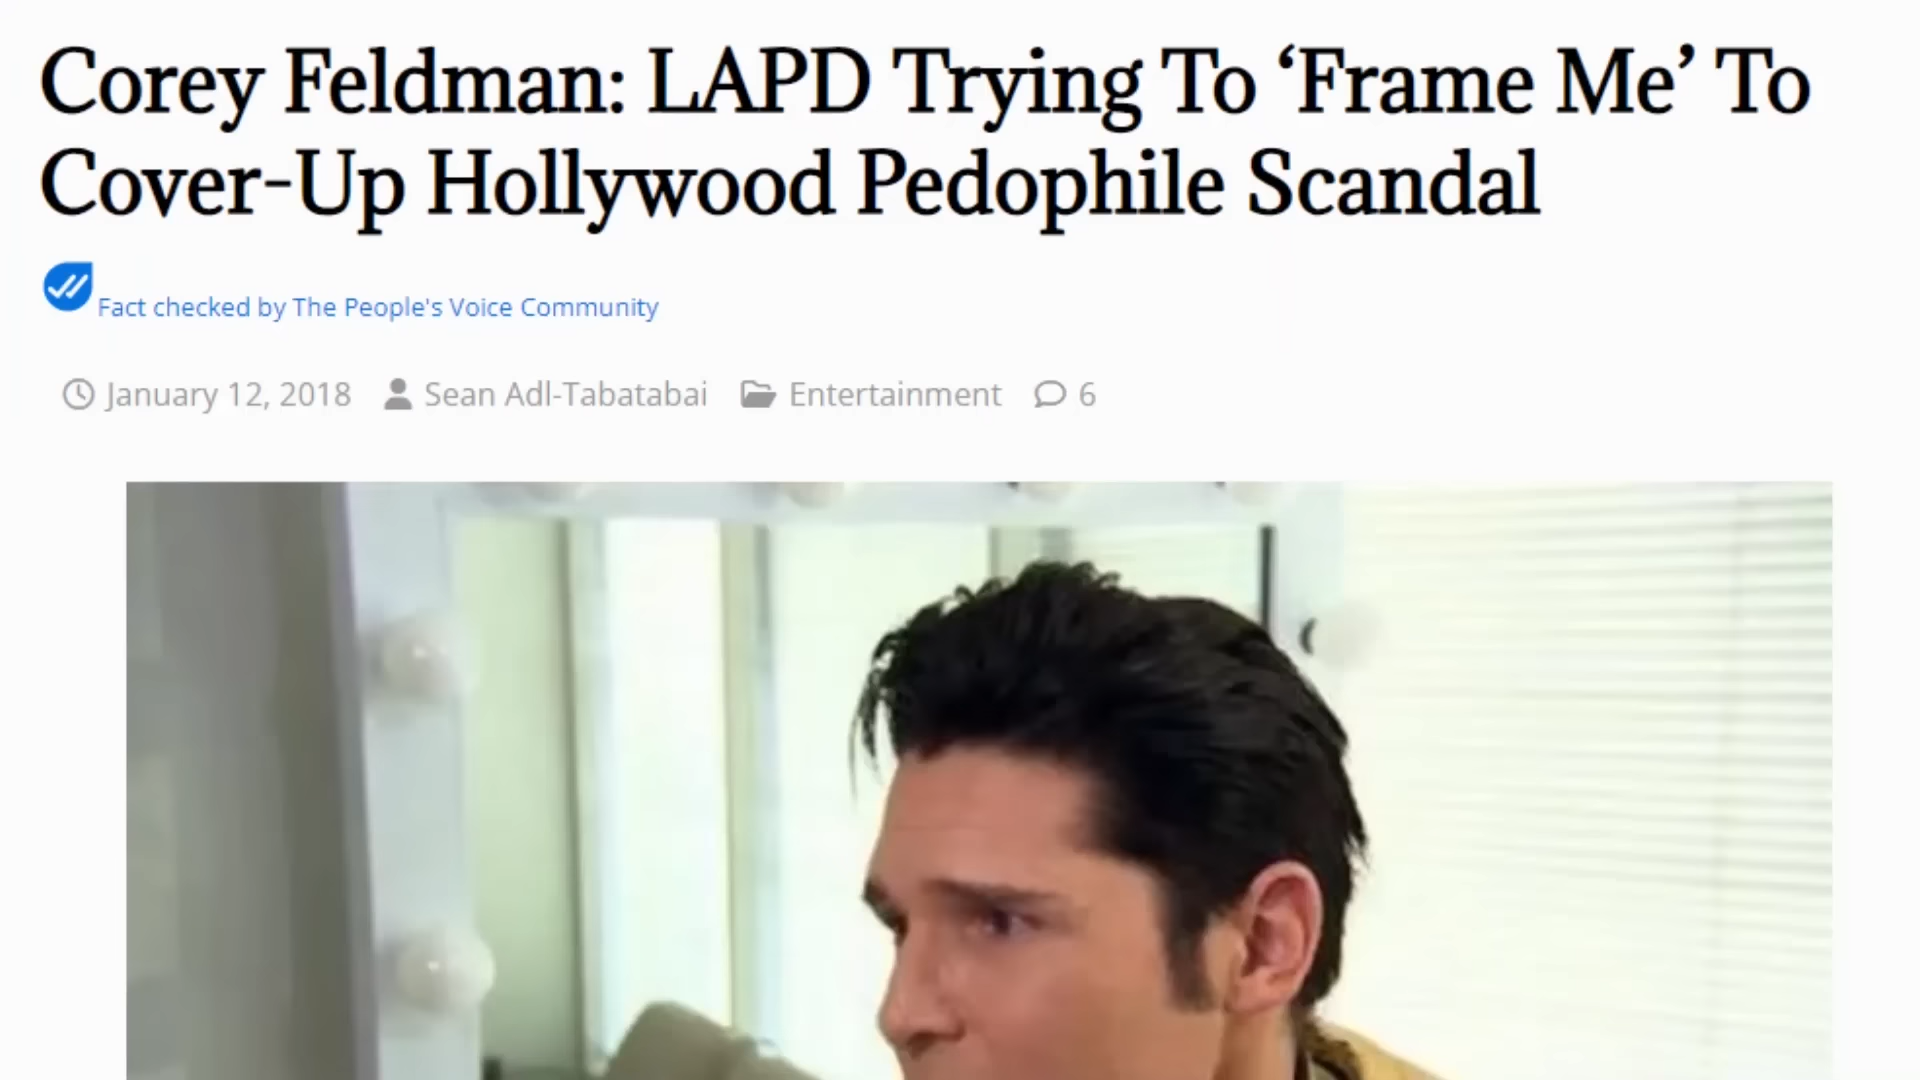 Corey Feldman: LAPD Trying To ‘Frame Me’ To
Cover-Up Hollywood Pedophile Scandal
Fact checked by The People's Voice Community
January 12, 2018 Sean Adl-Tabatabai Entertainment 6